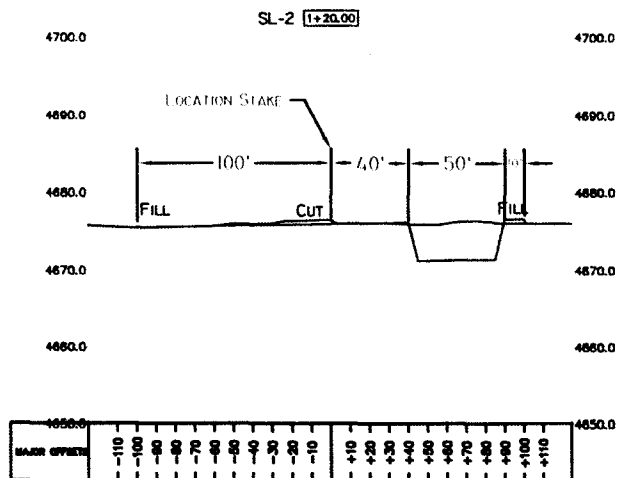 SL-2 1+20.00
4700.0 4700.0
4690.0 4690.0
LOCATION STAKE
100' 40' 50' 10'
4680.0 4680.0
FILL CUT FILL
4670.0 4670.0
4660.0 4660.0
4650.0 4650.0
MAJOR OFFSETS -110 -100 -90 -80 -70 -60 -50 -40 -30 -20 -10 +10 +20 +30 +40 +50 +60 +70 +80 +90 +100 +110